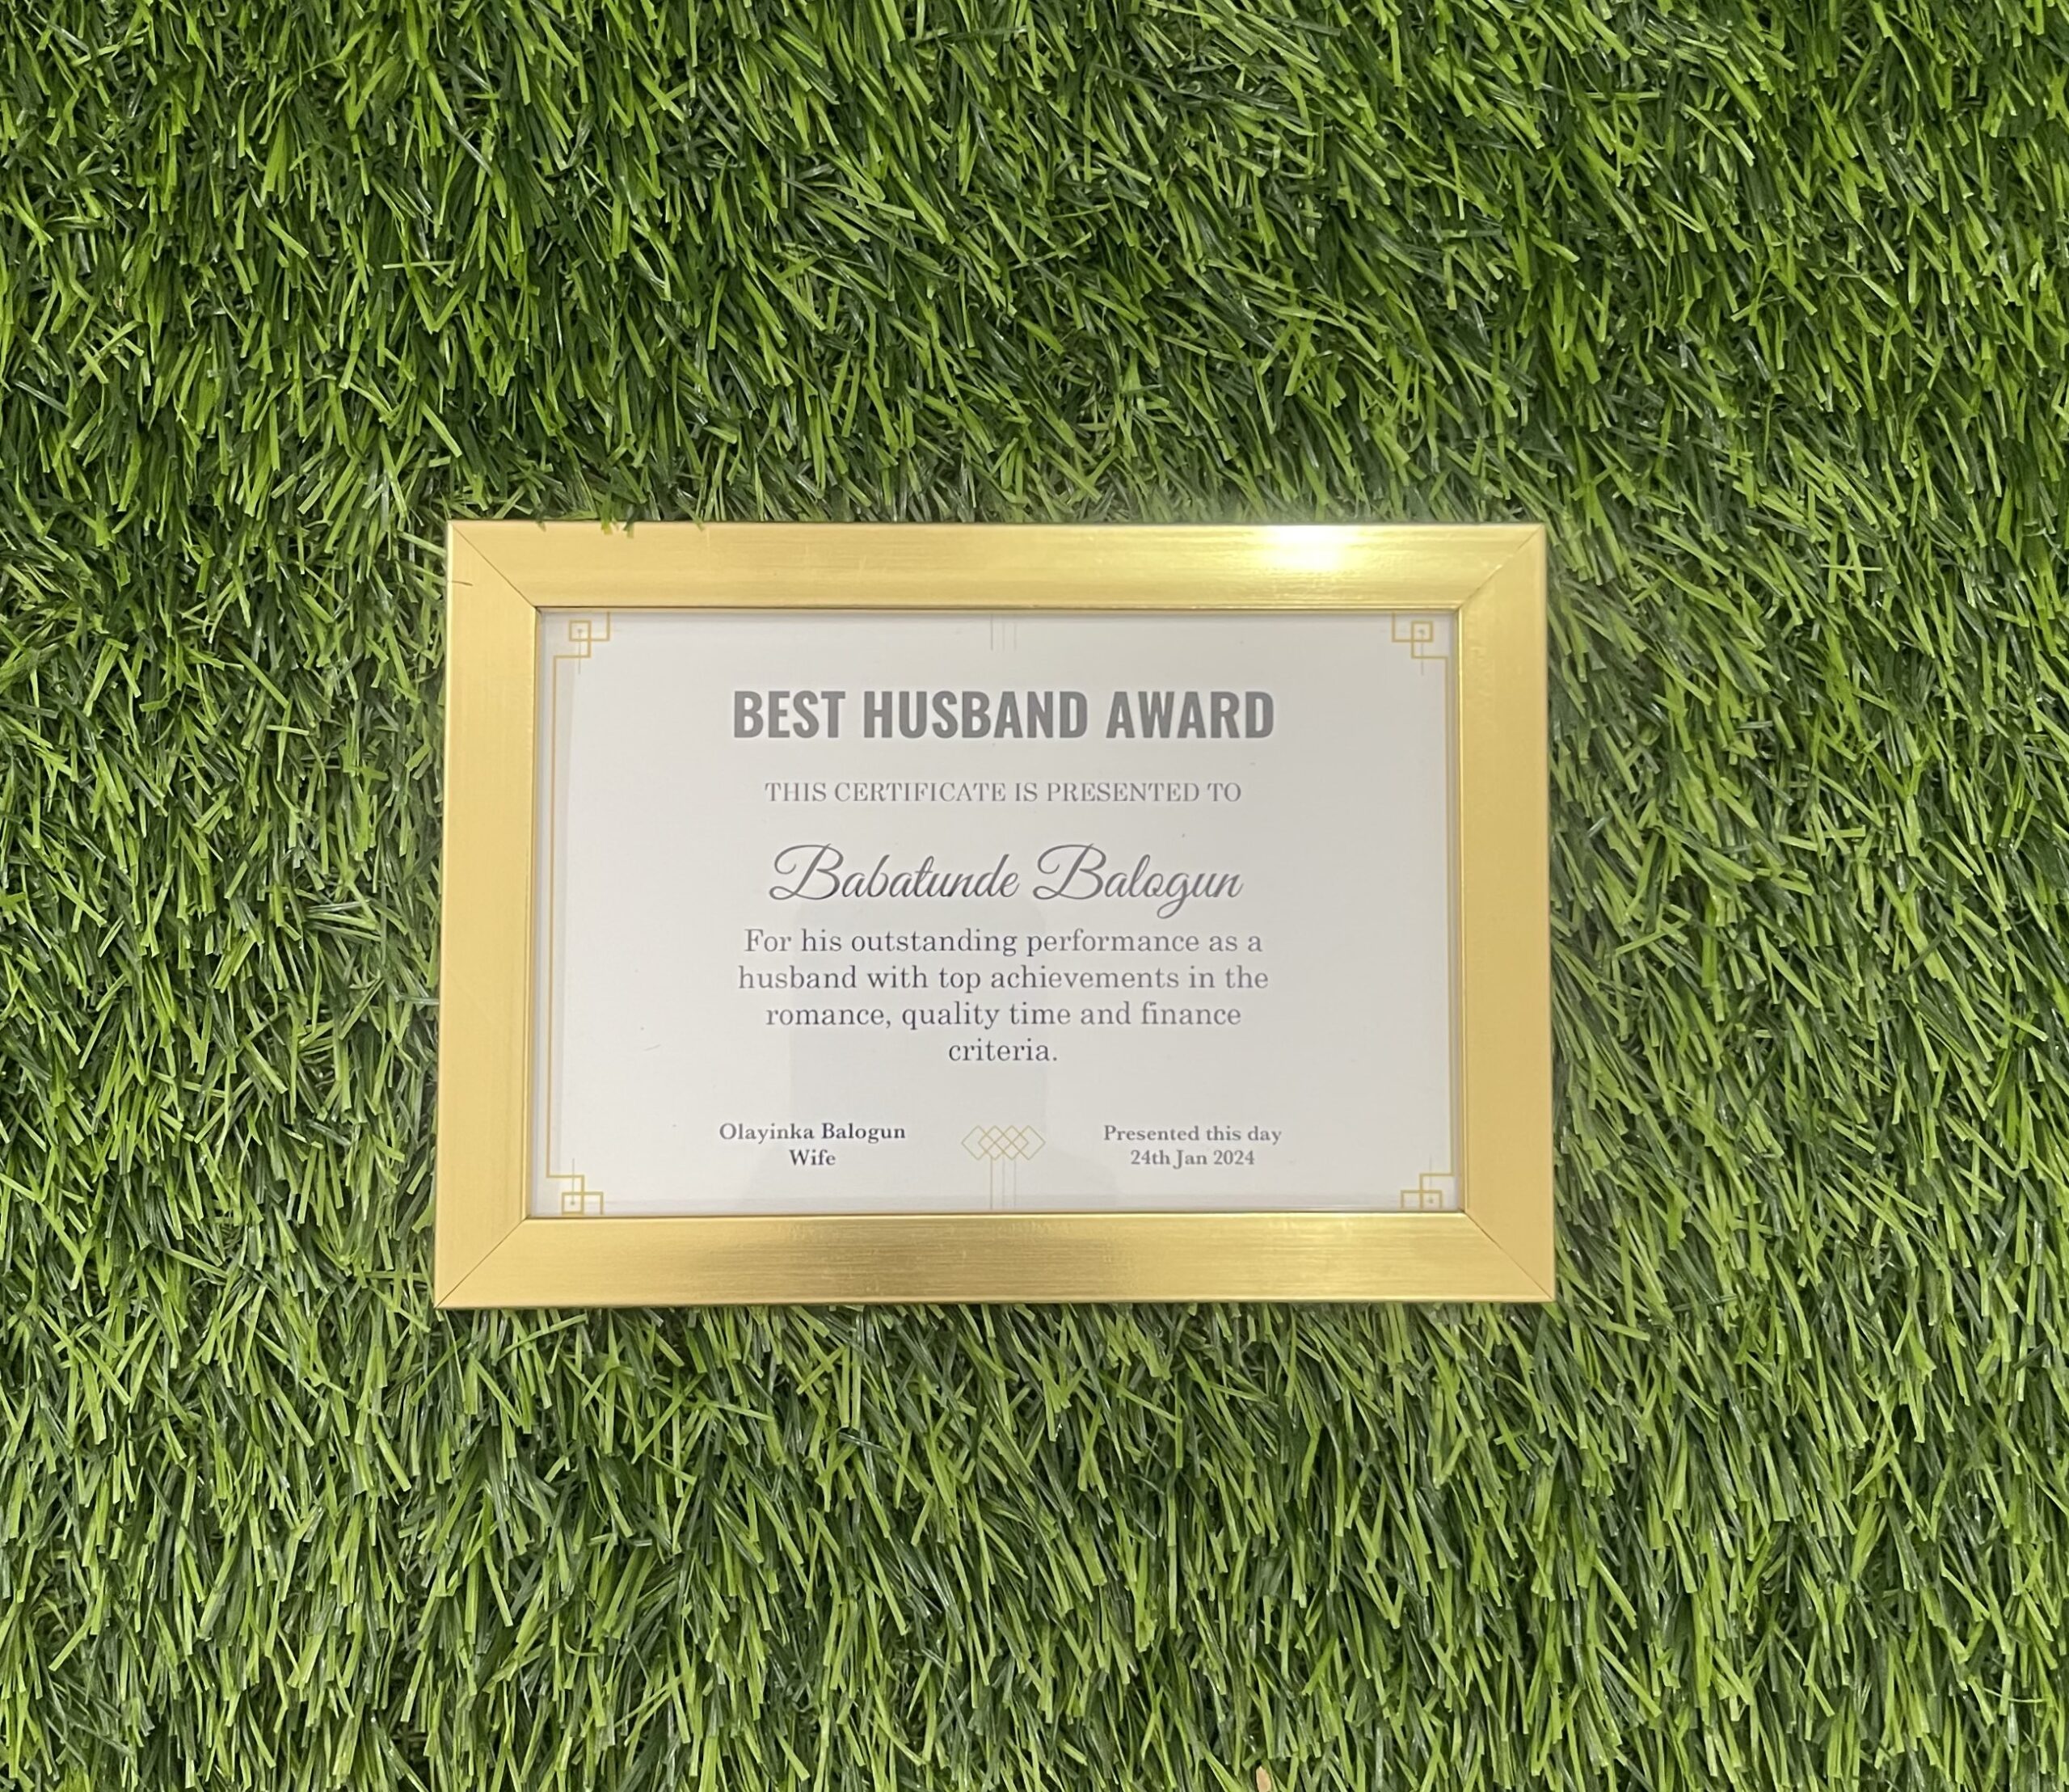 BEST HUSBAND AWARD
THIS CERTIFICATE IS PRESENTED TO
Babatunde Balogun
For his outstanding performance as a
husband with top achievements in the
romance, quality time and finance
criteria.
Olayinka Balogun
Wife
Presented this day
24th Jan 2024